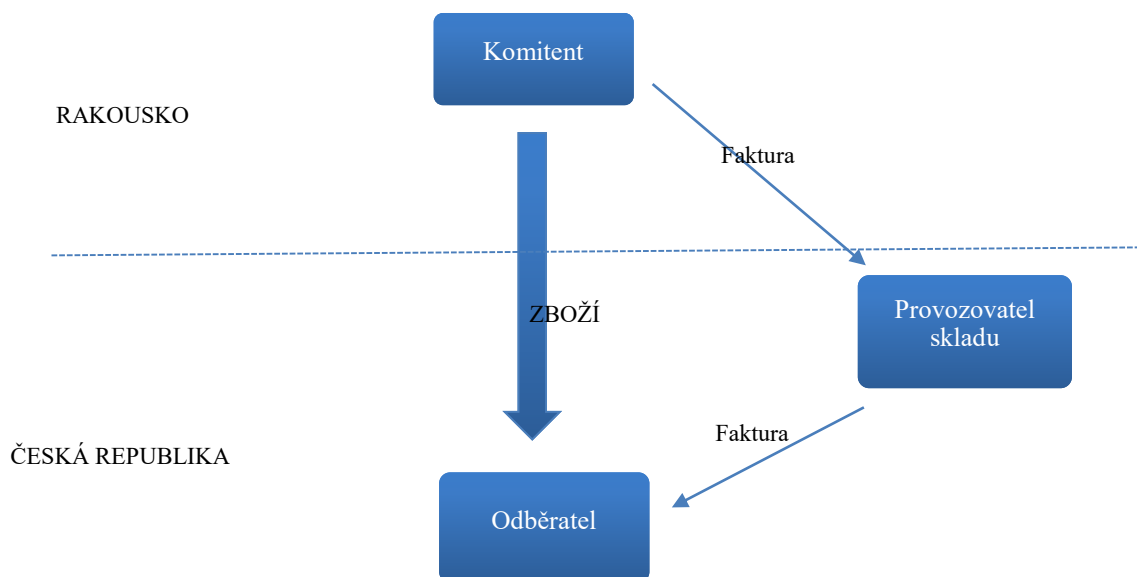 Komitent
RAKOUSKO
Faktura
ZBOŽÍ
Provozovatel
skladu
Faktura
ČESKÁ REPUBLIKA
Odběratel